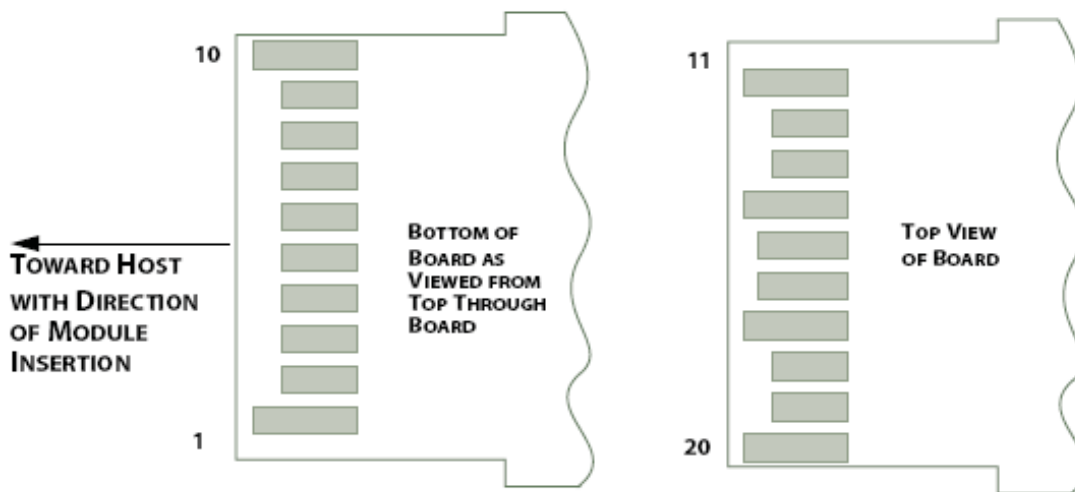 10
BOTTOM OF
BOARD AS
VIEWED FROM
TOP THROUGH
BOARD
TOWARD HOST
WITH DIRECTION
OF MODULE
INSERTION
1
11
TOP VIEW
OF BOARD
20